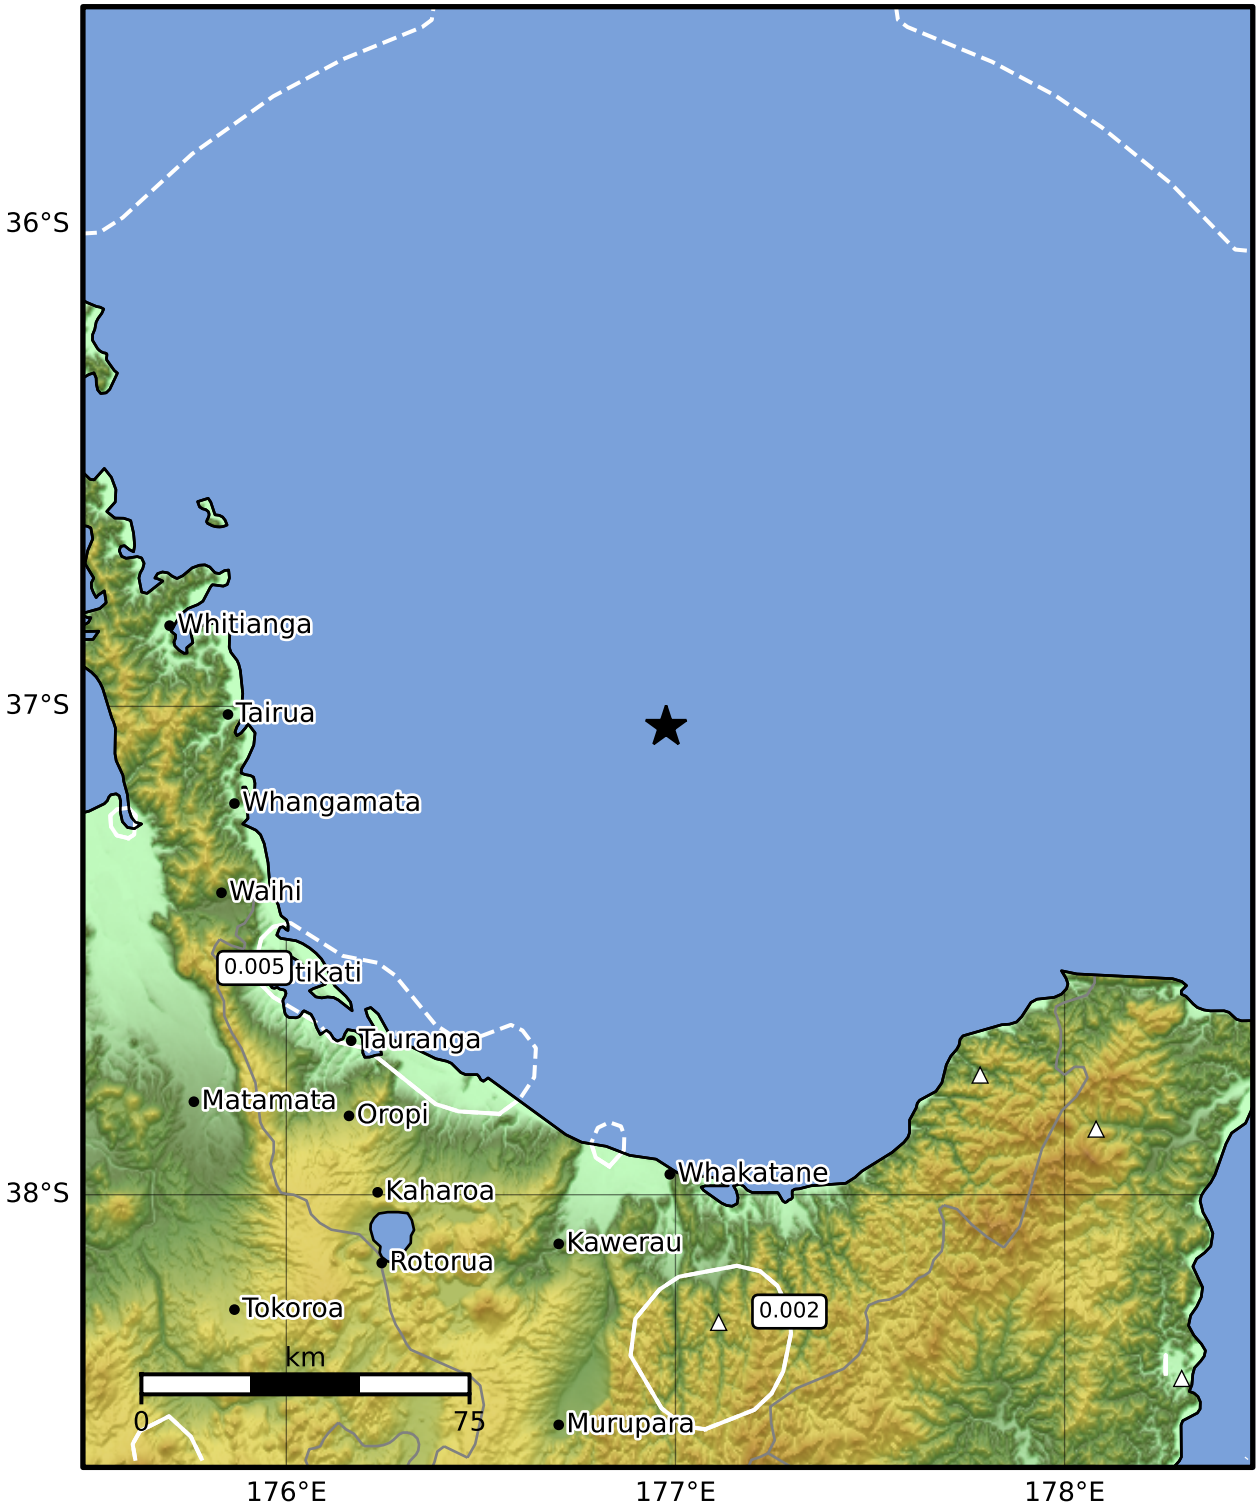 36°S
Whitianga
37°S
Tairua
Whangamata
Waihi
0.005
tikati
Tauranga
Matamata
Oropi
Whakatane
38°S
Kaharoa
Kawerau
Rotorua
Tokoroa
0.002
km
0
75
Murupara
176°E
177°E
178°E